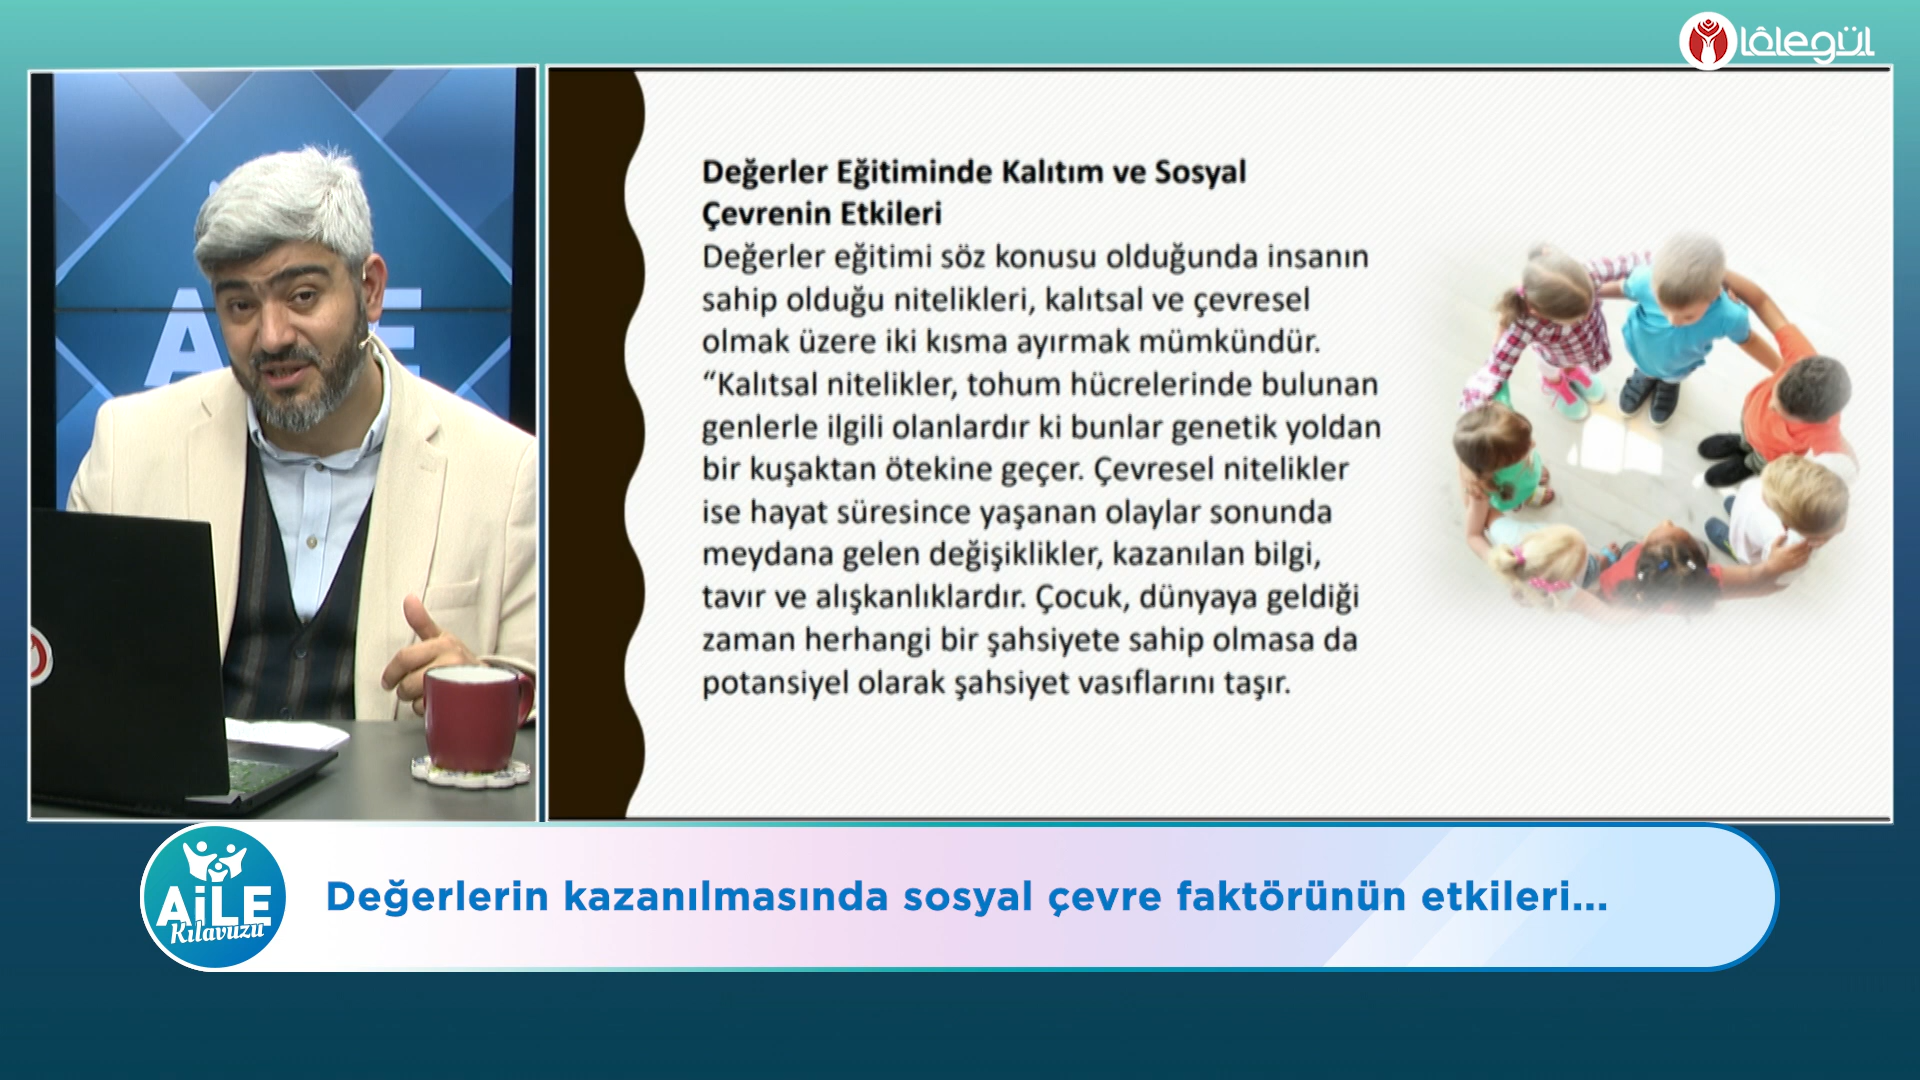 lâlegül
Değerler Eğitiminde Kalıtım ve Sosyal
Çevrenin Etkileri
Değerler eğitimi söz konusu olduğunda insanın
sahip olduğu nitelikleri, kalıtsal ve çevresel
olmak üzere iki kısma ayırmak mümkündür.
“Kalıtsal nitelikler, tohum hücrelerinde bulunan
genlerle ilgili olanlardır ki bunlar genetik yoldan
bir kuşaktan ötekine geçer. Çevresel nitelikler
ise hayat süresince yaşanan olaylar sonunda
meydana gelen değişiklikler, kazanılan bilgi,
tavır ve alışkanlıklardır. Çocuk, dünyaya geldiği
zaman herhangi bir şahsiyete sahip olmasa da
potansiyel olarak şahsiyet vasıflarını taşır.
AiLE
Kılavuzu
Değerlerin kazanılmasında sosyal çevre faktörünün etkileri...